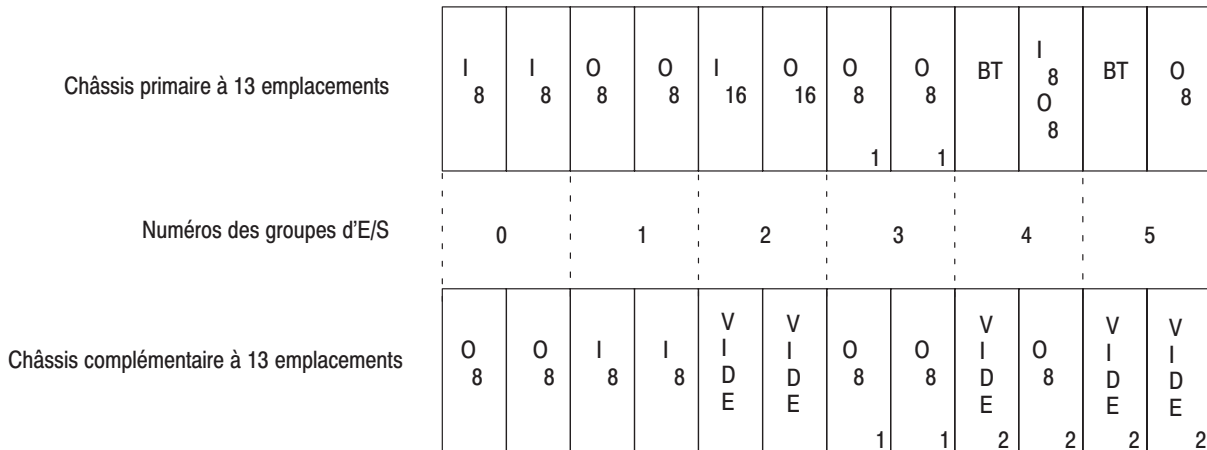 Châssis primaire à 13 emplacements
I 8
I 8
O 8
O 8
I 16
O 16
O 8 1
O 8 1
BT
I 8 O 8
BT
O 8
Numéros des groupes d'E/S
0 1 2 3 4 5
Châssis complémentaire à 13 emplacements
O 8
O 8
I 8
I 8
VIDE
VIDE
O 8 1
O 8 1
VIDE 2
O 8 2
VIDE 2
VIDE 2